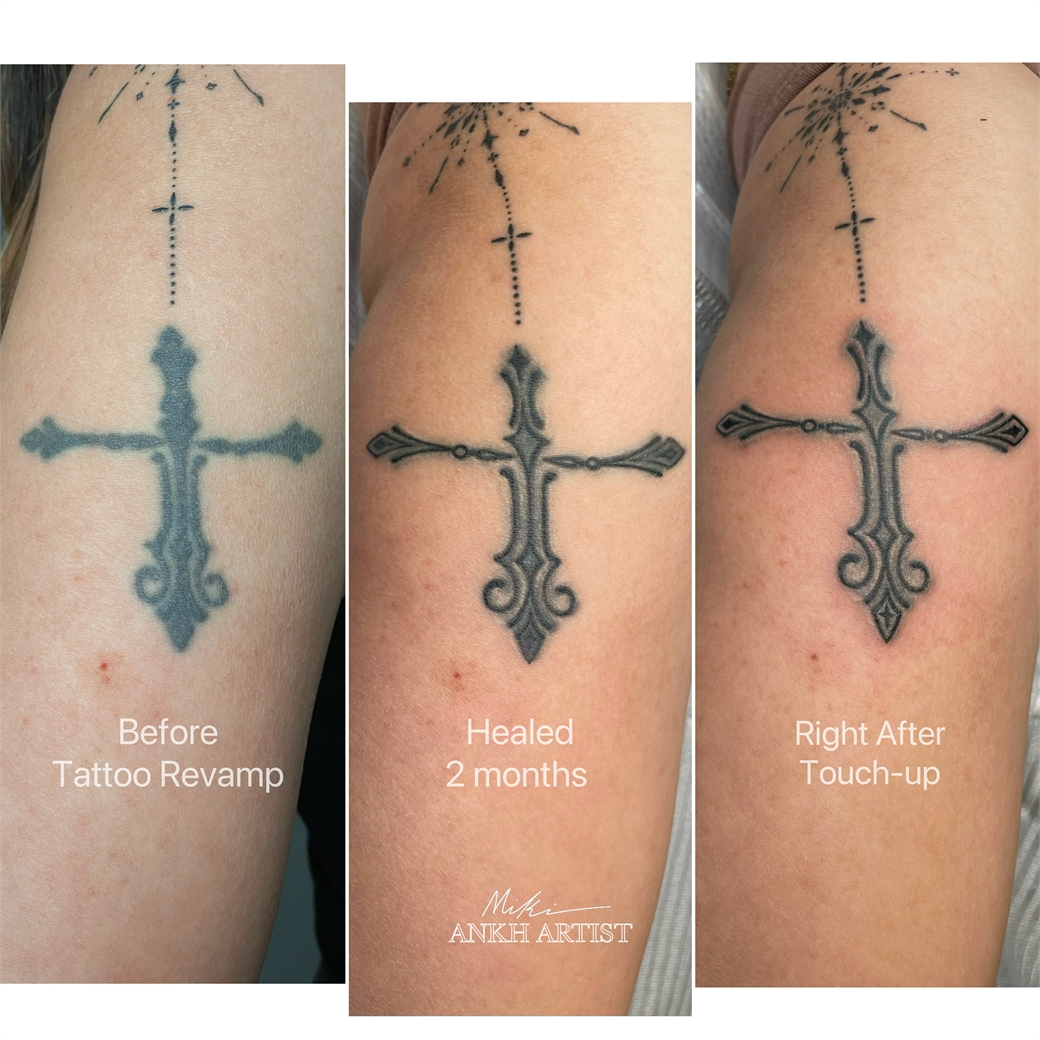 Before
Tattoo Revamp
Healed
2 months
Right After
Touch-up
Miki
ANKH ARTIST